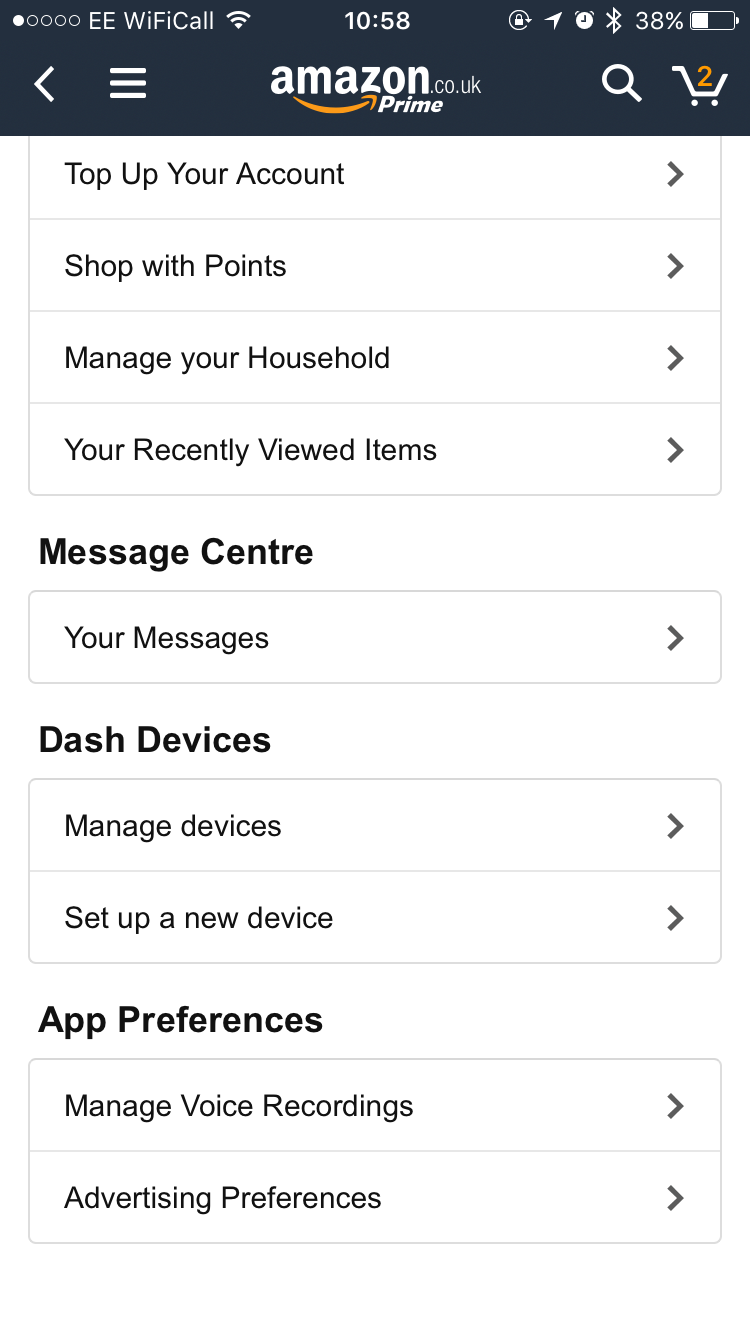 EE WiFiCall 10:58 38%
amazon.co.uk 2
Prime
Top Up Your Account
Shop with Points
Manage your Household
Your Recently Viewed Items
Message Centre
Your Messages
Dash Devices
Manage devices
Set up a new device
App Preferences
Manage Voice Recordings
Advertising Preferences